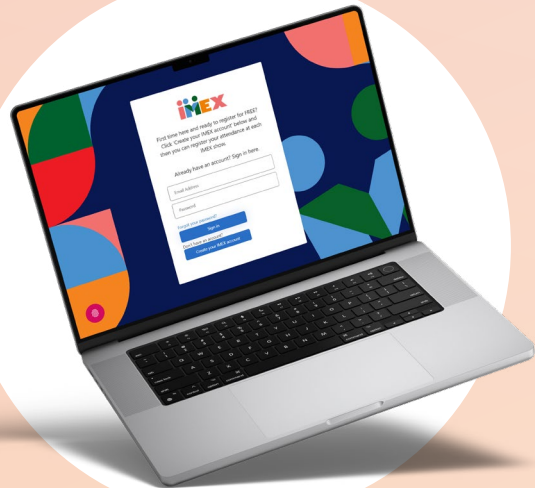 IMEX
First time here and ready to register for FREE?
Click 'Create your IMEX account' below and
then you can register your attendance at each
IMEX show.
Already have an account? Sign in here
Email Address
Password
Forgot your password?
Sign in
Don't have an account?
Create your IMEX account